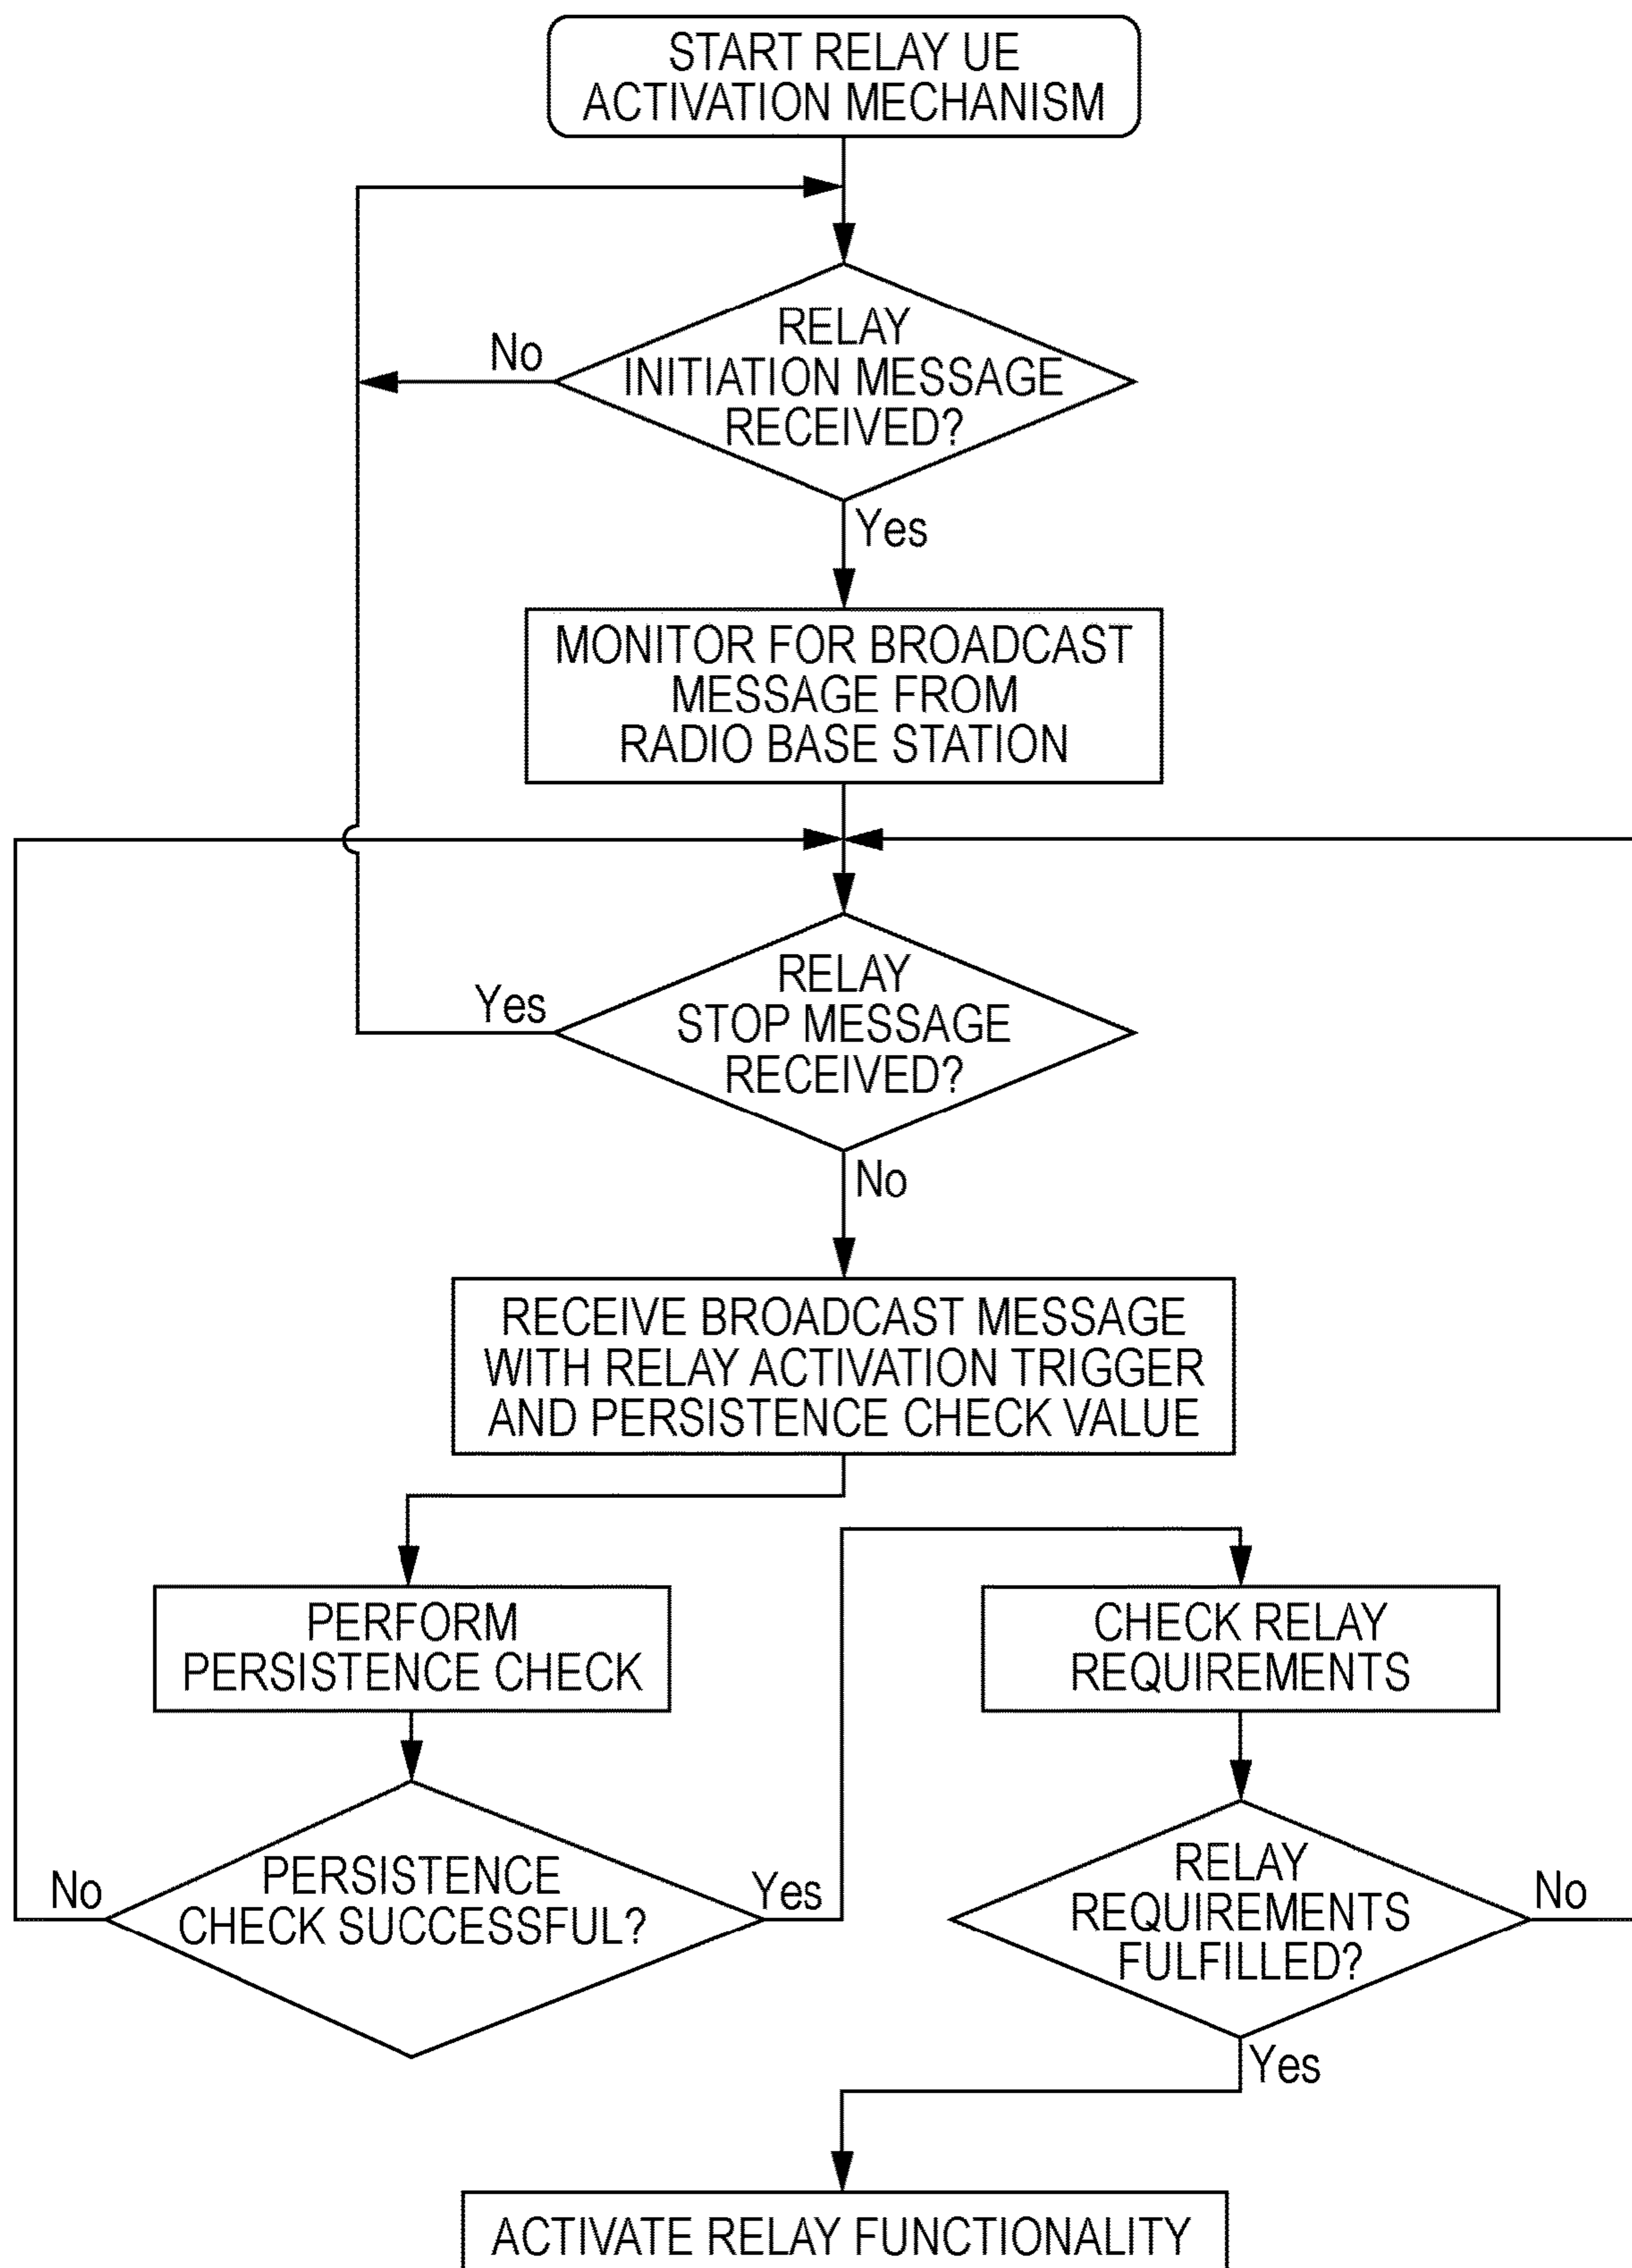 START RELAY UE
ACTIVATION MECHANISM
RELAY
INITIATION MESSAGE
RECEIVED?
No
Yes
MONITOR FOR BROADCAST
MESSAGE FROM
RADIO BASE STATION
RELAY
STOP MESSAGE
RECEIVED?
Yes
No
RECEIVE BROADCAST MESSAGE
WITH RELAY ACTIVATION TRIGGER
AND PERSISTENCE CHECK VALUE
PERFORM
PERSISTENCE CHECK
PERSISTENCE
CHECK SUCCESSFUL?
No
Yes
CHECK RELAY
REQUIREMENTS
RELAY
REQUIREMENTS
FULFILLED?
No
Yes
ACTIVATE RELAY FUNCTIONALITY